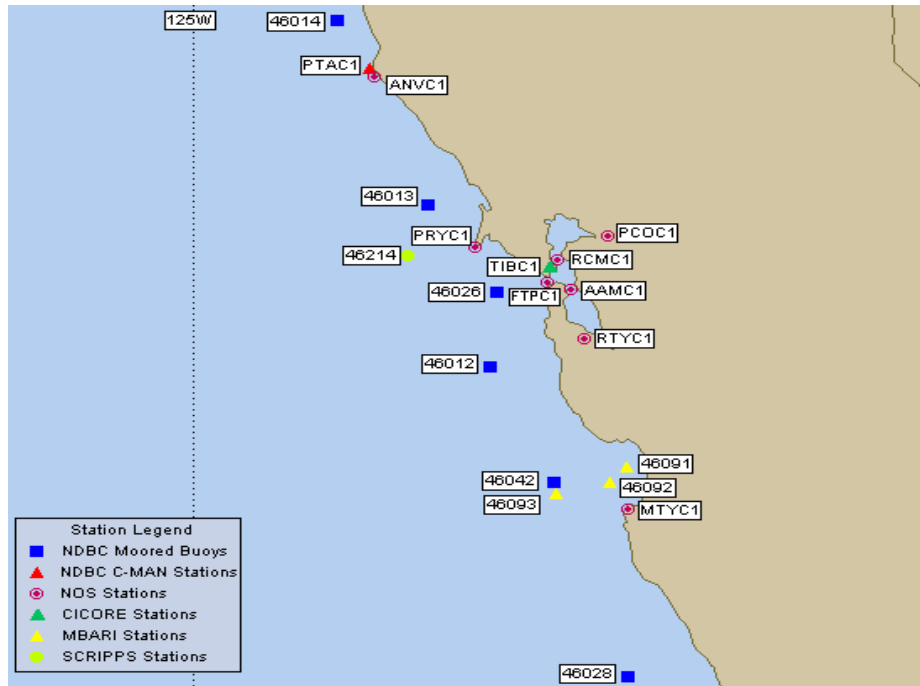 125W
46014
PTAC1
ANVC1
46013
PRYC1
PCOC1
46214
TIBC1
RCMC1
46026
FTPC1
AAMC1
RTYC1
46012
46091
46042
46092
46093
MTYC1
Station Legend
NDBC Moored Buoys
NDBC C-MAN Stations
NOS Stations
CICORE Stations
MBARI Stations
SCRIPPS Stations
46028